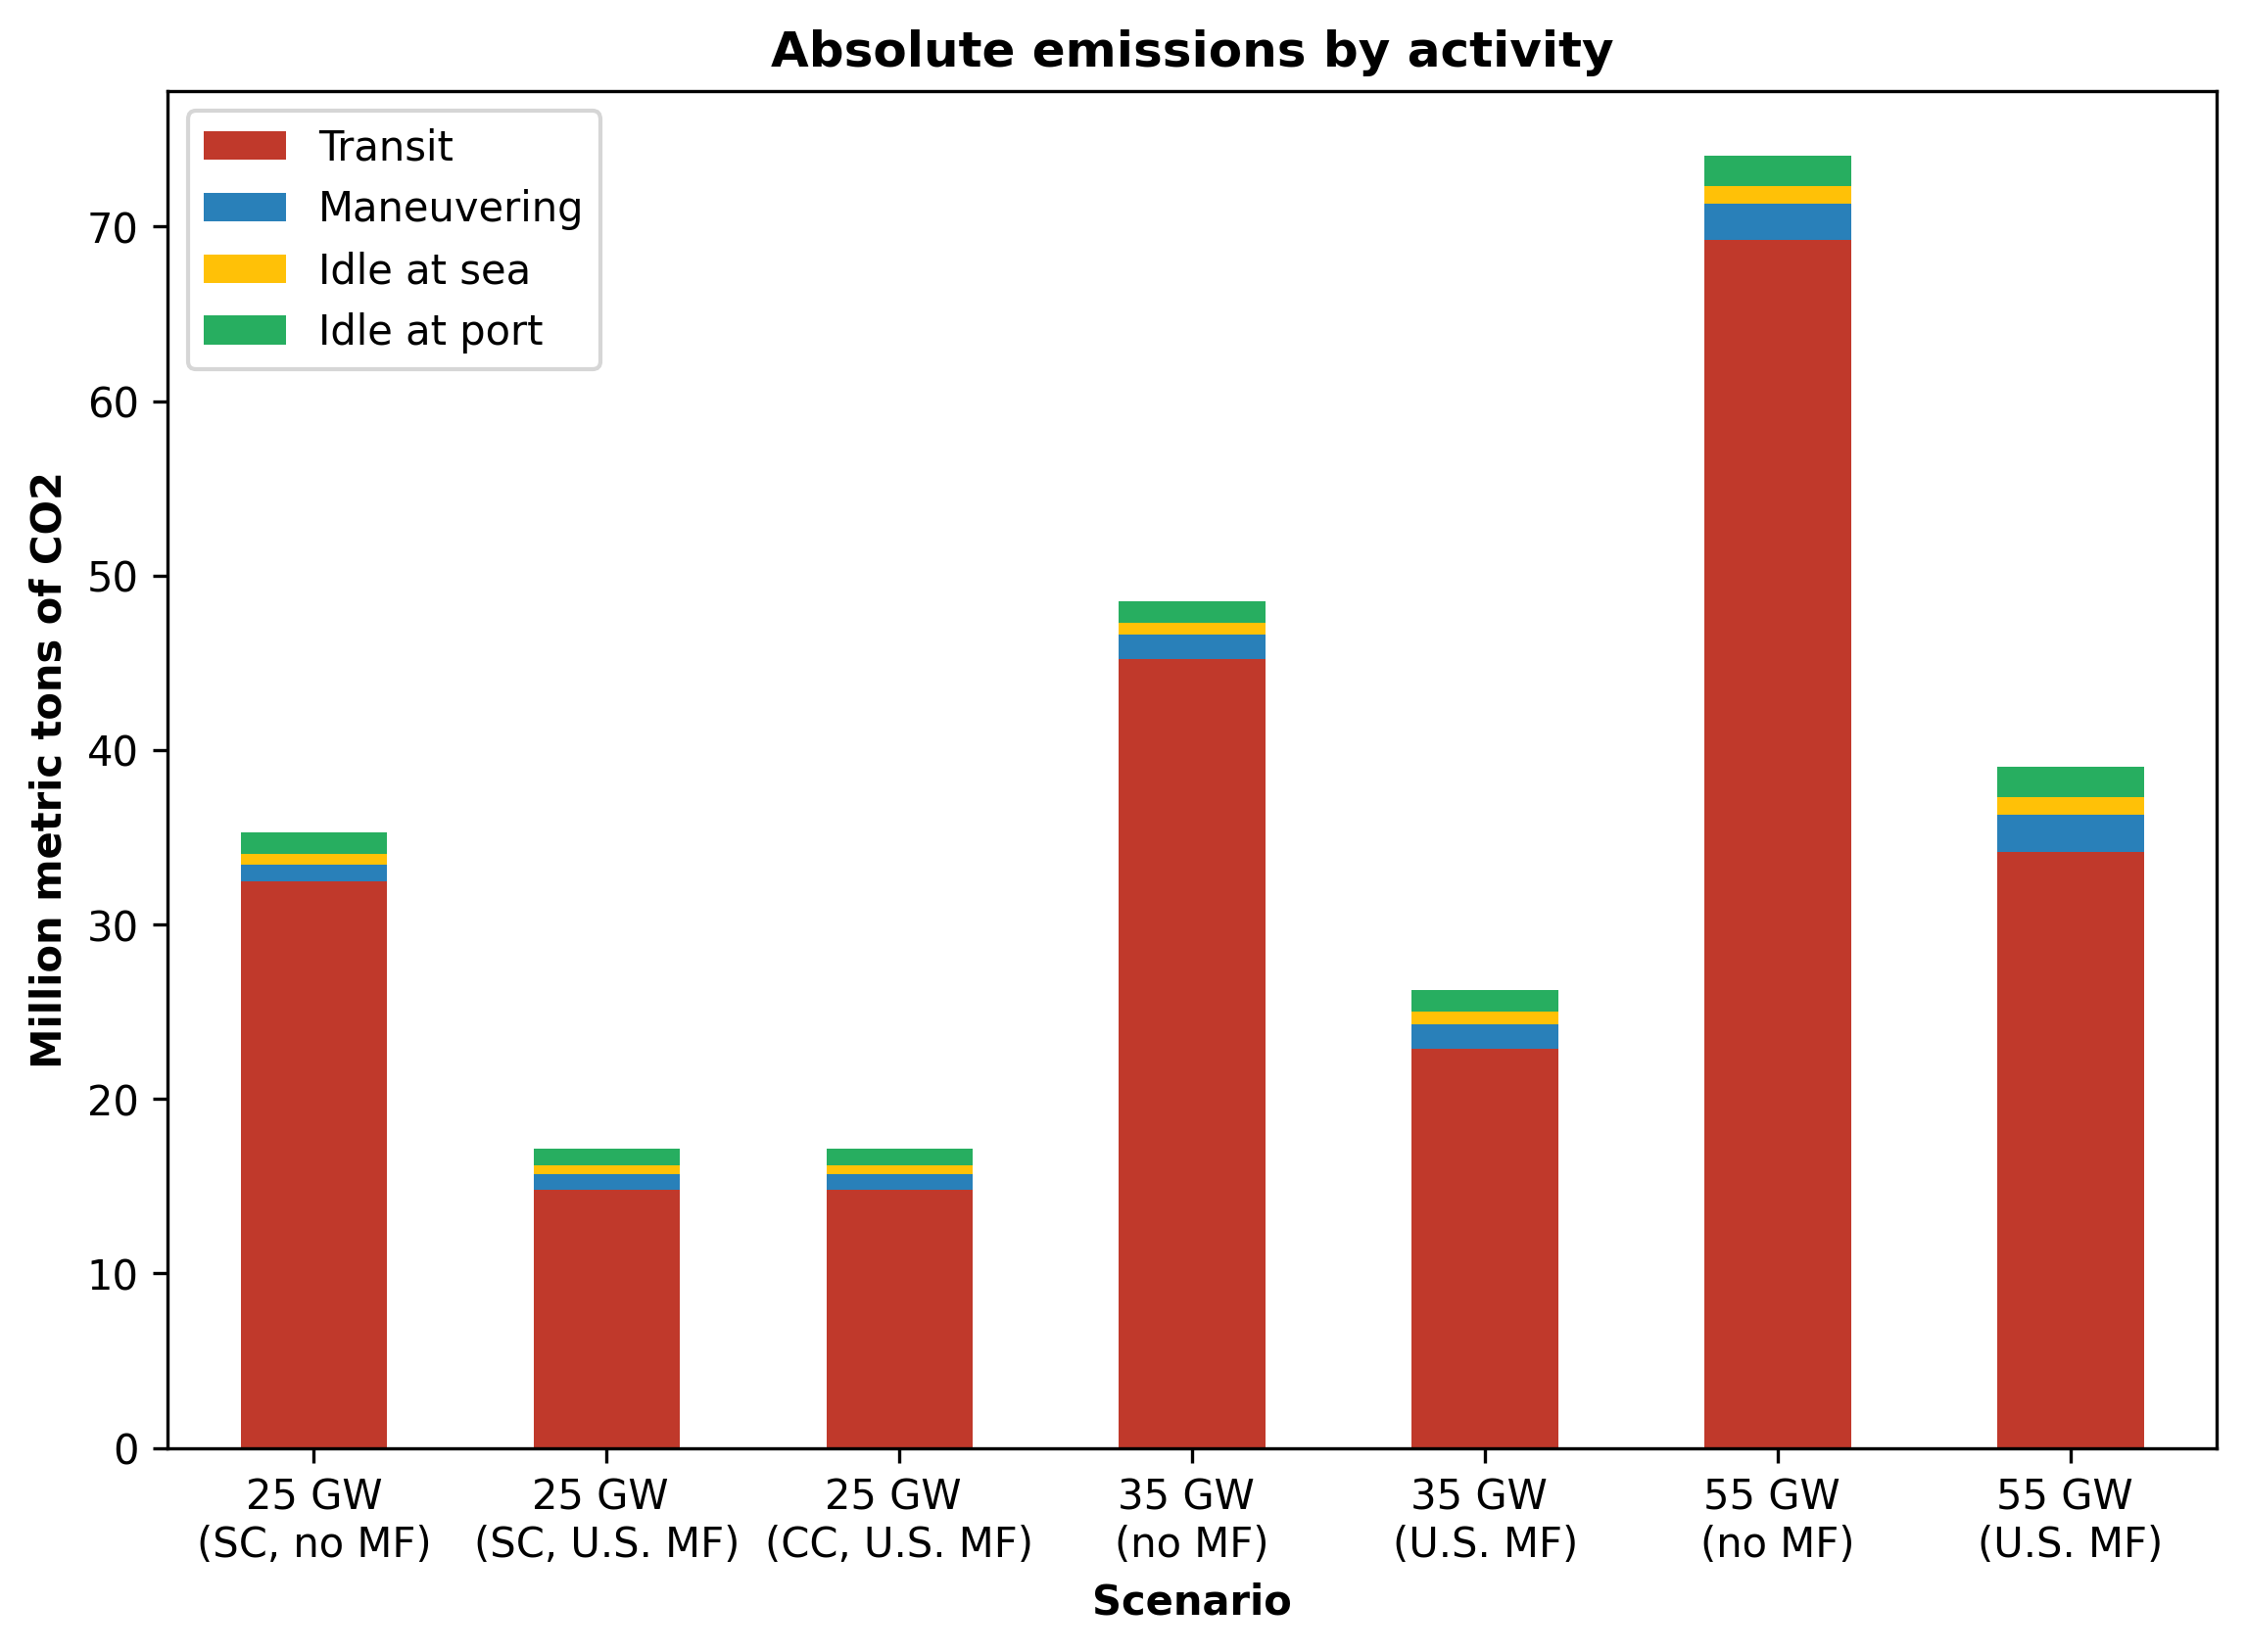 Absolute emissions by activity
Transit
Maneuvering
Idle at sea
Idle at port
Million metric tons of CO2
70
60
50
40
30
20
10
0
25 GW
(SC, no MF)
25 GW
(SC, U.S. MF)
25 GW
(CC, U.S. MF)
35 GW
(no MF)
35 GW
(U.S. MF)
55 GW
(no MF)
55 GW
(U.S. MF)
Scenario